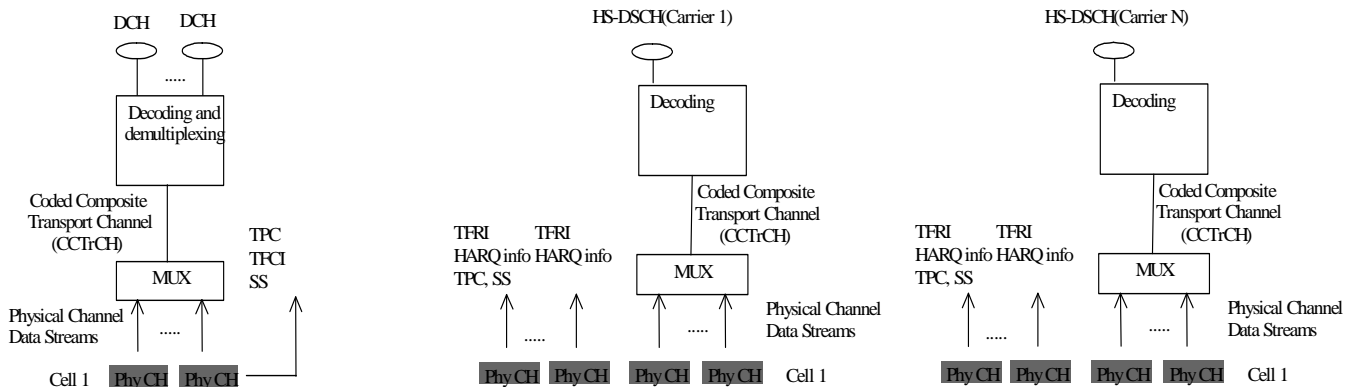 DCH
DCH
.....
Decoding and
demultiplexing
Coded Composite
Transport Channel
(CCTrCH)
TPC
TFCI
SS
MUX
Physical Channel
Data Streams
.....
Cell 1
Phy CH
Phy CH
HS-DSCH(Carrier 1)
Decoding
Coded Composite
Transport Channel
(CCTrCH)
TFRI
HARQ info
TPC, SS
TFRI
HARQ info
MUX
Physical Channel
Data Streams
.....
.....
Phy CH
Phy CH
Phy CH
Phy CH
Cell 1
HS-DSCH(Carrier N)
Decoding
Coded Composite
Transport Channel
(CCTrCH)
TFRI
HARQ info
TPC, SS
TFRI
HARQ info
MUX
Physical Channel
Data Streams
.....
.....
Phy CH
Phy CH
Phy CH
Phy CH
Cell 1